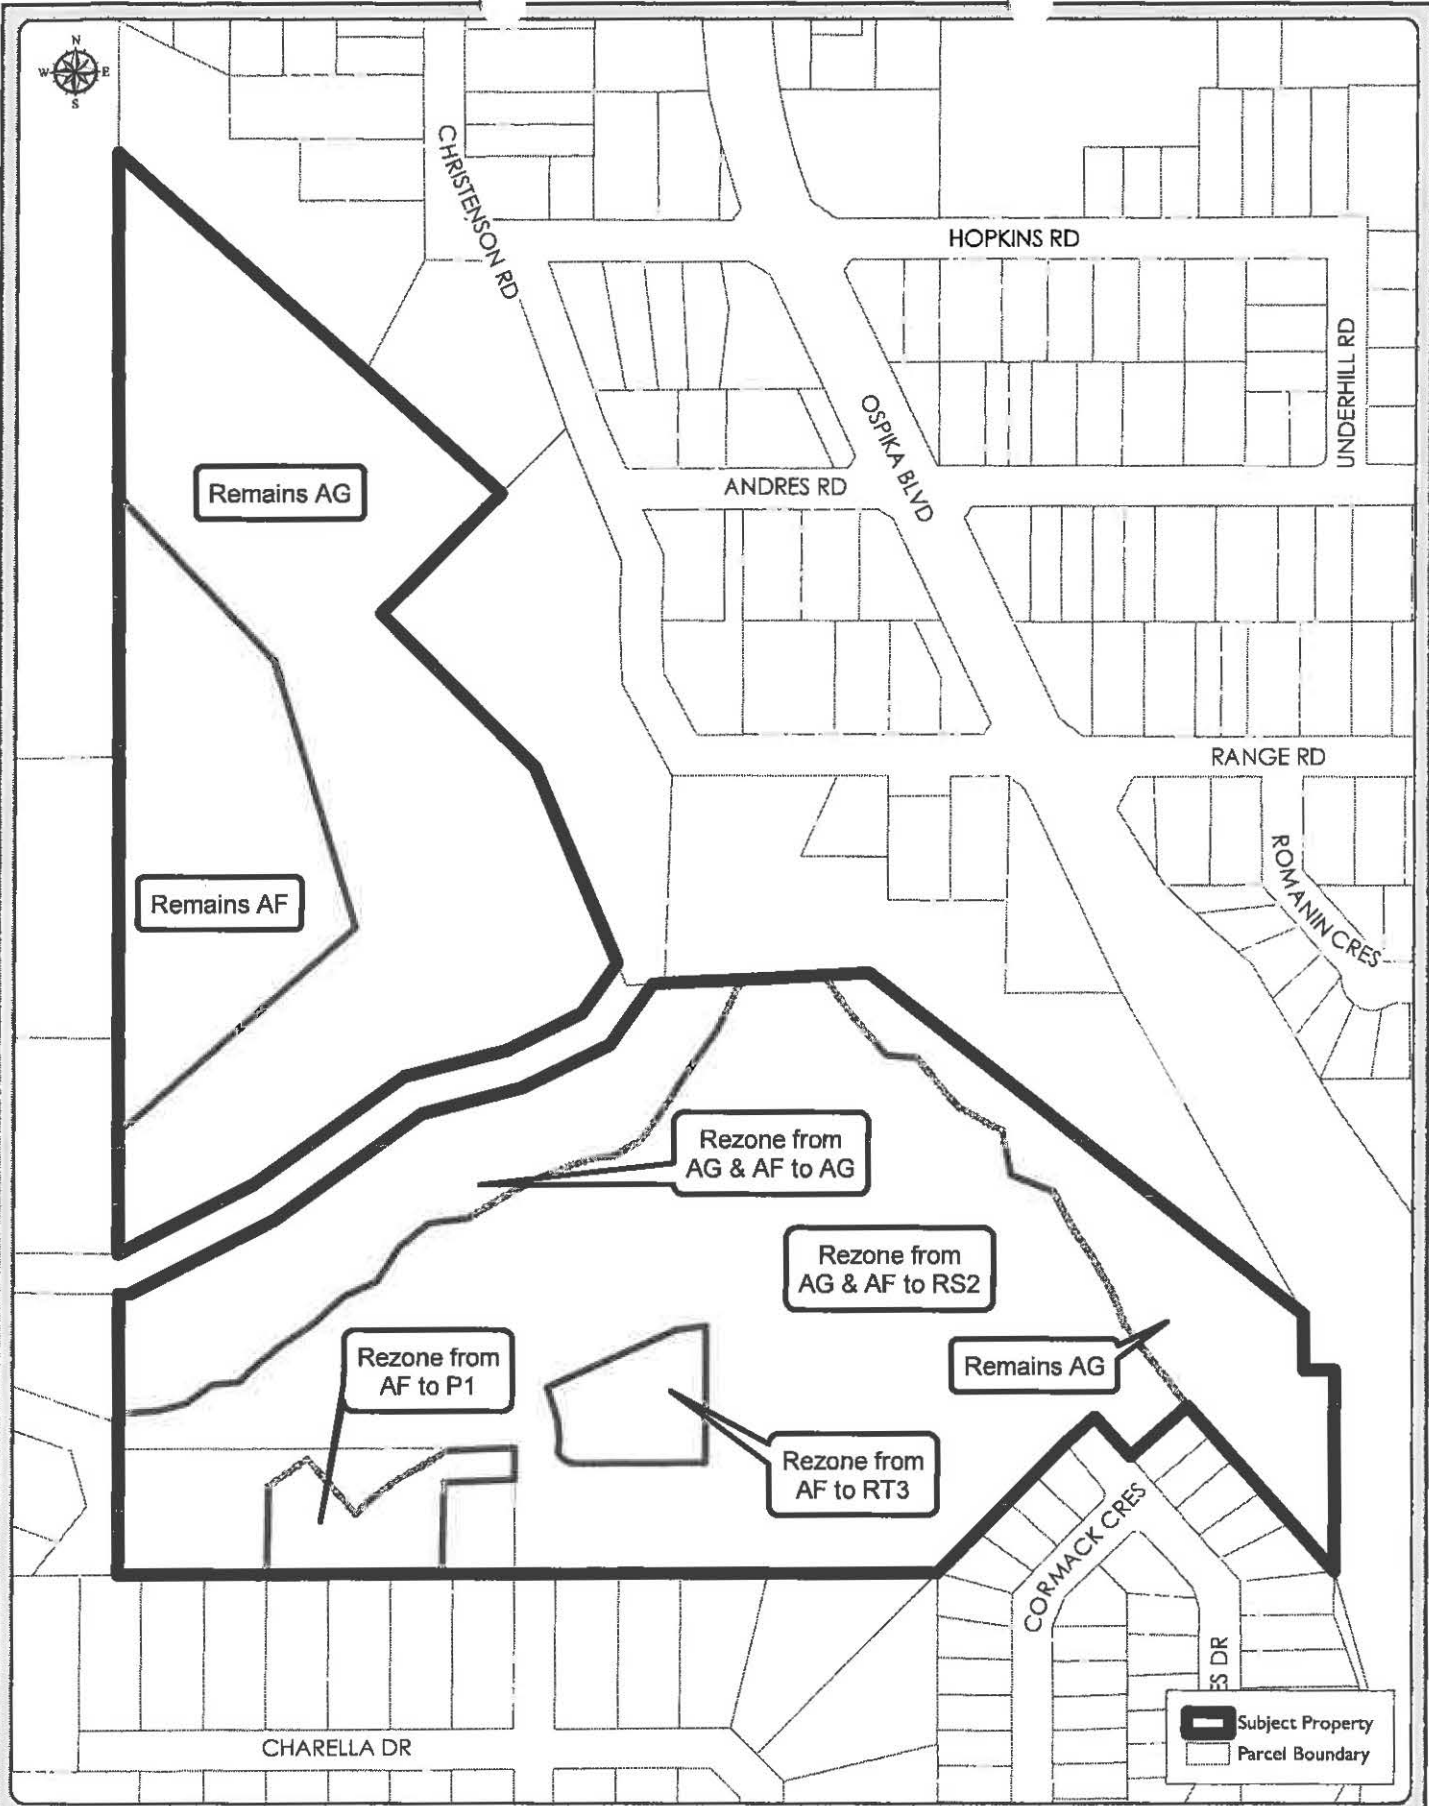 N
W E
S
CHRISTENSON RD
HOPKINS RD
UNDERHILL RD
OSPIKA BLVD
Remains AG
ANDRES RD
RANGE RD
ROMANIN CRES
Remains AF
Rezone from
AG & AF to AG
Rezone from
AG & AF to RS2
Rezone from
AF to P1
Remains AG
Rezone from
AF to RT3
CORMACK CRES
ES DR
Subject Property
Parcel Boundary
CHARELLA DR